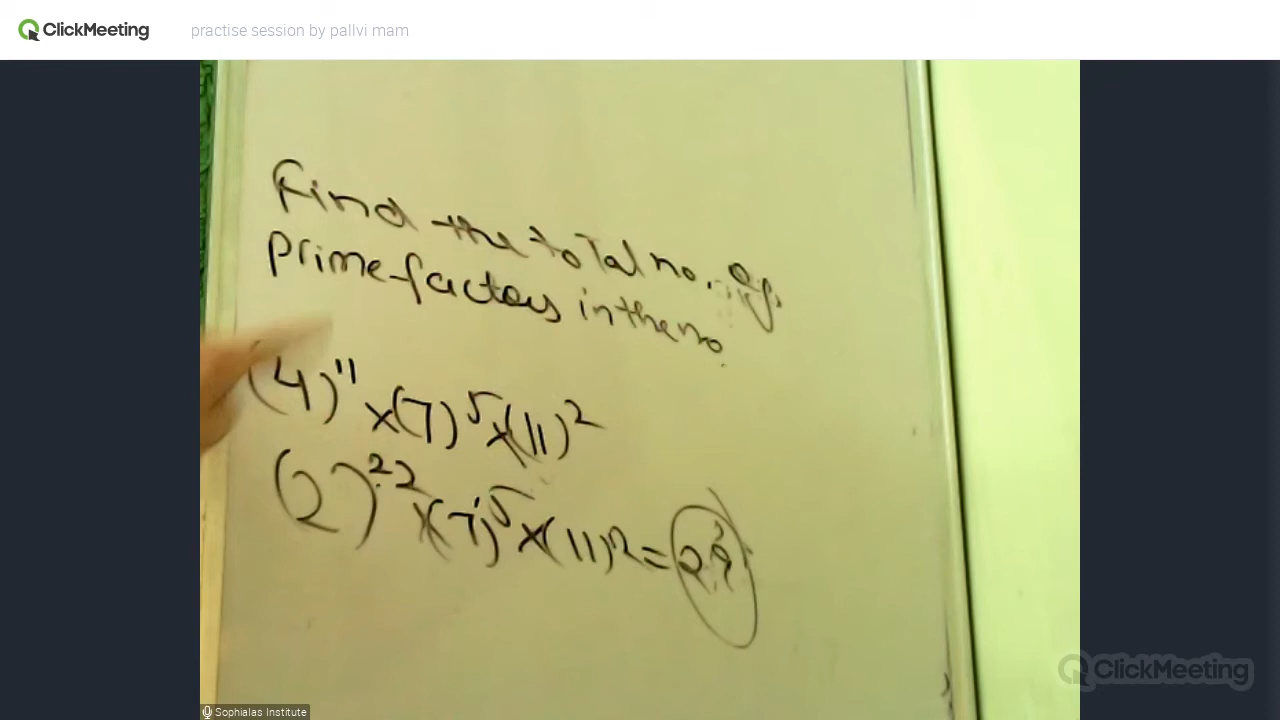 ClickMeeting practise session by pallvi mam
Find the total no. of
Prime factors in the no.
(4)¹¹ ×(7)⁵×(11)²
(2)²² ×(7)⁵ ×(11)² = 29
ClickMeeting
Sophialas Institute